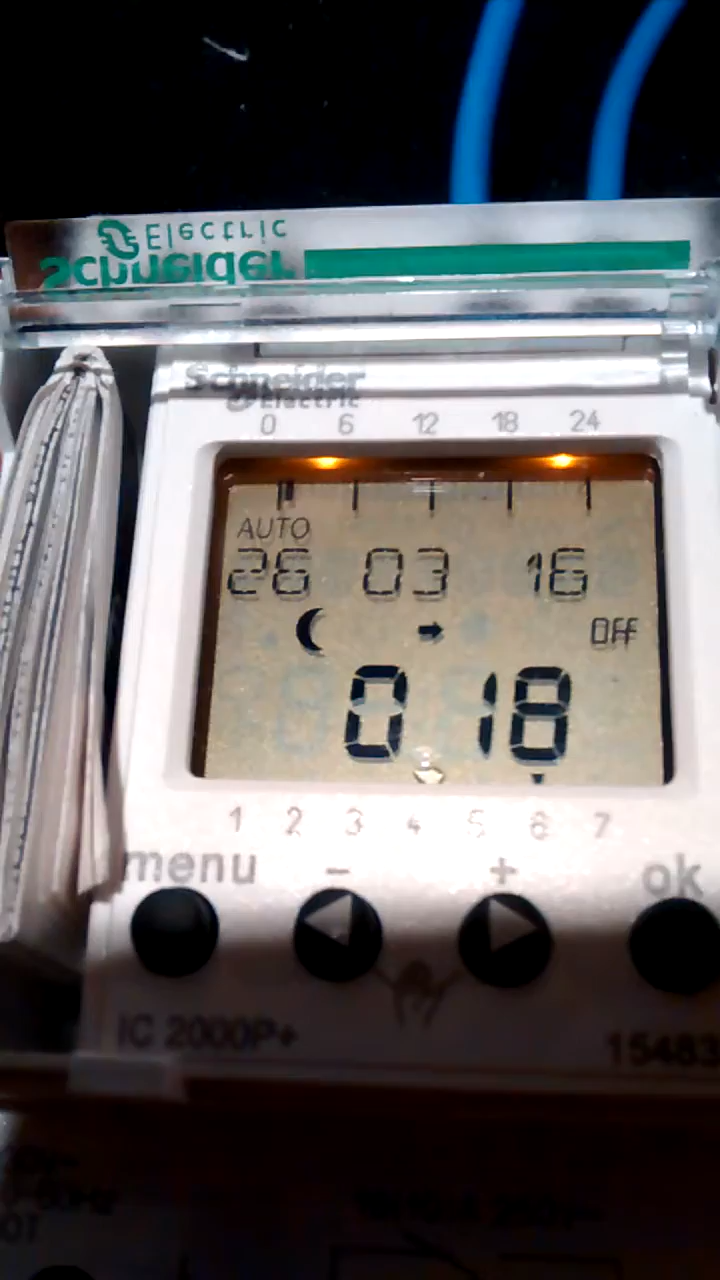 Schneider
Electric
Schneider
Electric
0 6 12 18 24
AUTO
26 03 16
OFF
0 18
1 2 3 4 5 6 7
menu - + ok
IC 2000P+
15483